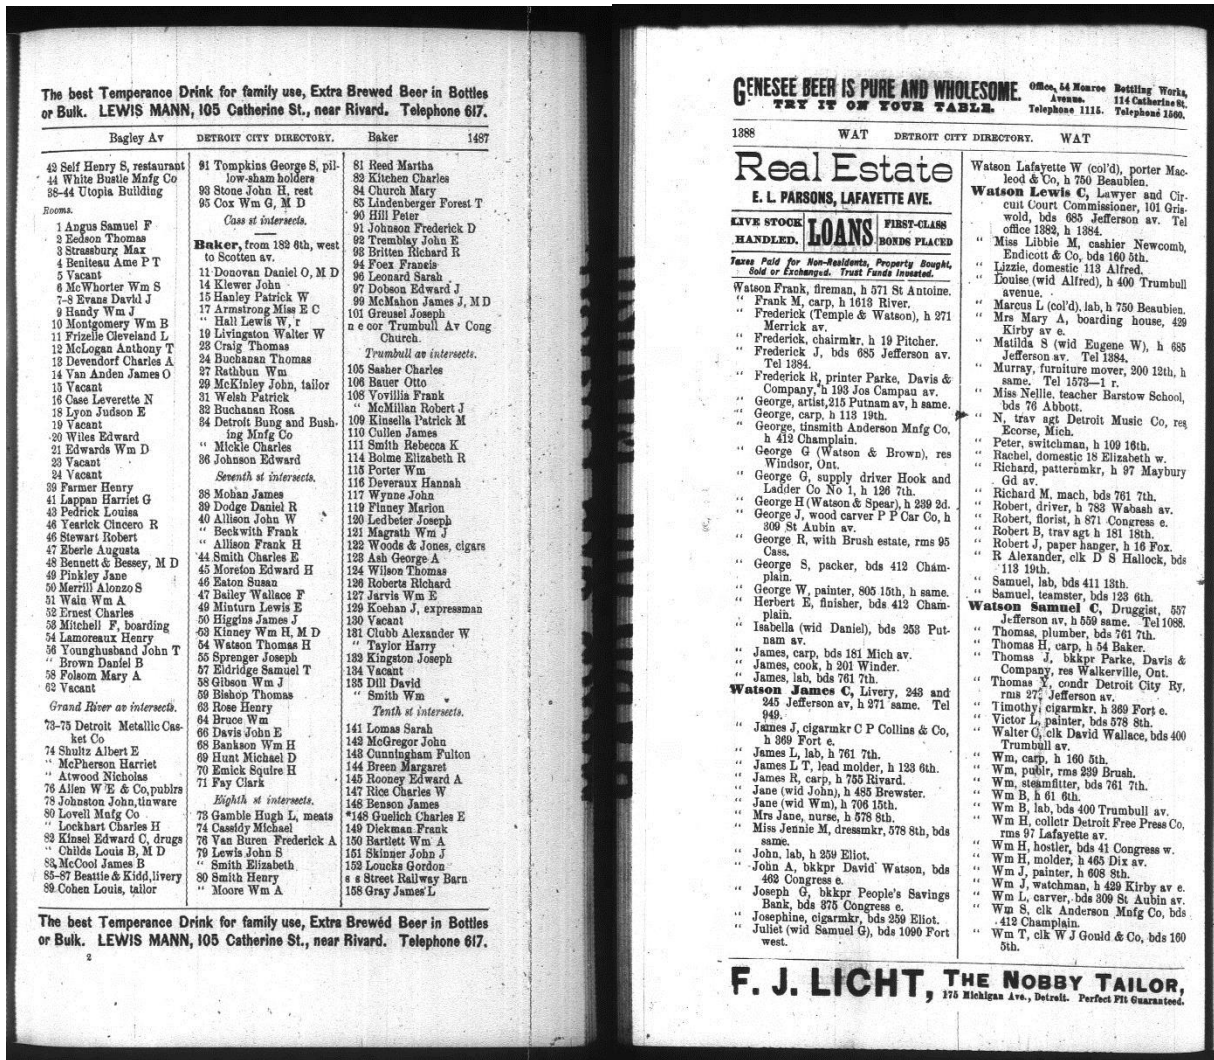 The best Temperance Drink for family use, Extra Brewed Beer in Bottles
or Bulk. LEWIS MANN, 105 Catherine St., near Rivard. Telephone 617.
Bagley Av DETROIT CITY DIRECTORY. Baker 1487
42 Self Henry S, restaurant
44 White Bustle Mnfg Co
38-44 Utopia Building
Rooms.
1 Angus Samuel F
2 Eedson Thomas
3 Strassburg Max
4 Beniteau Ame P T
5 Vacant
6 McWhorter Wm S
7-8 Evans David J
9 Handy Wm J
10 Montgomery Wm B
11 Frizelle Cleveland L
12 McLogan Anthony T
13 Devendorf Charles A
14 Van Anden James O
15 Vacant
16 Case Leverette N
18 Lyon Judson E
19 Vacant
20 Wiles Edward
21 Edwards Wm D
23 Vacant
24 Vacant
39 Farmer Henry
41 Lappan Harriet G
43 Pedrick Louisa
46 Yearick Cincero R
46 Stewart Robert
47 Eberle Augusta
48 Bennett & Bessey, M D
49 Pinkley Jane
50 Merrill Alonzo S
51 Wain Wm A
52 Ernest Charles
53 Mitchell F, boarding
54 Lamoreaux Henry
56 Younghusband John T
" Brown Daniel B
58 Folsom Mary A
62 Vacant
Grand River av intersects.
73-75 Detroit Metallic Cas-
ket Co
74 Shultz Albert E
" McPherson Harriet
" Atwood Nicholas
76 Allen W E & Co, publrs
78 Johnston John, tinware
80 Lovell Mnfg Co
" Lockhart Charles H
82 Kinsel Edward C, drugs
" Childs Louis B, M D
83 McCool James B
85-87 Beattie & Kidd, livery
89 Cohen Louis, tailor
91 Tompkins George S, pil-
low-sham holders
93 Stone John H, rest
95 Cox Wm G, M D
Cass st intersects.
Baker, from 182 6th, west
to Scotten av.
11 Donovan Daniel O, M D
14 Klewer John
15 Hanley Patrick W
17 Armstrong Miss E C
" Hall Lewis W, r
19 Livingston Walter W
23 Craig Thomas
24 Buchanan Thomas
27 Rathbun Wm
29 McKinley John, tailor
31 Welsh Patrick
32 Buchanan Rosa
34 Detroit Bung and Bush-
ing Mnfg Co
" Mickle Charles
36 Johnson Edward
Seventh st intersects.
38 Mohan James
39 Dodge Daniel R
40 Allison John W
" Beckwith Frank
" Allison Frank H
44 Smith Charles E
45 Moreton Edward H
46 Eaton Susan
47 Bailey Wallace F
49 Minturn Lewis E
50 Higgins James J
53 Kinney Wm H, M D
54 Watson Thomas H
55 Sprenger Joseph
57 Eldridge Samuel T
58 Gibson Wm J
59 Bishop Thomas
63 Rose Henry
64 Bruce Wm
66 Davis John E
68 Bankson Wm H
69 Hunt Michael D
70 Emick Squire H
71 Fay Clark
Eighth st intersects.
73 Gamble Hugh L, meats
74 Cassidy Michael
76 Van Buren Frederick A
79 Lewis John S
" Smith Elizabeth
80 Smith Henry
" Moore Wm A
81 Reed Martha
82 Kitchen Charles
84 Church Mary
85 Lindenberger Forest T
90 Hill Peter
91 Johnson Frederick D
92 Tremblay John E
93 Britten Richard R
94 Foex Francis
96 Leonard Sarah
97 Dobson Edward J
99 McMahon James J, M D
101 Greusel Joseph
n e cor Trumbull Av Cong
Church.
Trumbull av intersects.
105 Sasher Charles
106 Bauer Otto
108 Vovillia Frank
" McMillan Robert J
109 Kinsella Patrick M
110 Cullen James
111 Smith Rebecca K
114 Bolme Elizabeth R
115 Porter Wm
116 Deveraux Hannah
117 Wynne John
119 Finney Marion
120 Ledbeter Joseph
121 Magrath Wm J
122 Woods & Jones, cigars
123 Ash George A
124 Wilson Thomas
126 Roberts Richard
127 Jarvis Wm E
129 Koehan J, expressman
130 Vacant
131 Clubb Alexander W
" Taylor Harry
132 Kingston Joseph
134 Vacant
135 Dill David
" Smith Wm
Tenth st intersects.
141 Lomas Sarah
142 McGregor John
143 Cunningham Fulton
144 Breen Margaret
145 Rooney Edward A
147 Rice Charles W
148 Benson James
*148 Guelich Charles E
149 Diekman Frank
150 Bartlett Wm A
151 Skinner John J
152 Loucks Gordon
s s Street Railway Barn
158 Gray James L
The best Temperance Drink for family use, Extra Brewed Beer in Bottles
or Bulk. LEWIS MANN, 105 Catherine St., near Rivard. Telephone 617.
2
GENESEE BEER IS PURE AND WHOLESOME.
TRY IT ON YOUR TABLE.
Office, 54 Monroe Avenue. Telephone 1115.
Bottling Works, 114 Catherine St. Telephone 1560.
1388 WAT DETROIT CITY DIRECTORY. WAT
Real Estate
E. L. PARSONS, LAFAYETTE AVE.
LIVE STOCK HANDLED. LOANS FIRST-CLASS BONDS PLACED
Taxes Paid for Non-Residents, Property Bought,
Sold or Exchanged. Trust Funds Invested.
Watson Frank, fireman, h 571 St Antoine.
" Frank M, carp, h 1613 River.
" Frederick (Temple & Watson), h 271
Merrick av.
" Frederick, chairmkr, h 19 Pitcher.
" Frederick J, bds 685 Jefferson av.
Tel 1384.
" Frederick R, printer Parke, Davis &
Company, h 193 Jos Campau av.
" George, artist, 215 Putnam av, h same.
" George, carp, h 113 19th.
" George, tinsmith Anderson Mnfg Co,
h 412 Champlain.
" George G (Watson & Brown), res
Windsor, Ont.
" George G, supply driver Hook and
Ladder Co No 1, h 126 7th.
" George H (Watson & Spear), h 239 2d.
" George J, wood carver P P Car Co, h
309 St Aubin av.
" George R, with Brush estate, rms 95
Cass.
" George S, packer, bds 412 Cham-
plain.
" George W, painter, 805 15th, h same.
" Herbert E, finisher, bds 412 Cham-
plain.
" Isabella (wid Daniel), bds 253 Put-
nam av.
" James, carp, bds 181 Mich av.
" James, cook, h 201 Winder.
" James, lab, bds 761 7th.
Watson James C, Livery, 243 and
245 Jefferson av, h 271 same. Tel
949.
" James J, cigarmkr C P Collins & Co,
h 369 Fort e.
" James L, lab, h 761 7th.
" James L T, lead molder, h 123 6th.
" James R, carp, h 755 Rivard.
" Jane (wid John), h 485 Brewster.
" Jane (wid Wm), h 706 15th.
" Mrs Jane, nurse, h 578 8th.
" Miss Jennie M, dressmkr, 578 8th, bds
same.
" John, lab, h 259 Eliot.
" John A, bkkpr David Watson, bds
462 Congress e.
" Joseph G, bkkpr People's Savings
Bank, bds 375 Congress e.
" Josephine, cigarmkr, bds 259 Eliot.
" Juliet (wid Samuel G), bds 1090 Fort
west.
Watson Lafayette W (col'd), porter Mac-
leod & Co, h 750 Beaubien.
Watson Lewis C, Lawyer and Cir-
cuit Court Commissioner, 101 Gris-
wold, bds 685 Jefferson av. Tel
office 1382, h 1384.
" Miss Libbie M, cashier Newcomb,
Endicott & Co, bds 160 5th.
" Lizzie, domestic 113 Alfred.
" Louise (wid Alfred), h 400 Trumbull
avenue.
" Marcus L (col'd), lab, h 750 Beaubien.
" Mrs Mary A, boarding house, 429
Kirby av e.
" Matilda S (wid Eugene W), h 685
Jefferson av. Tel 1384.
" Murray, furniture mover, 200 12th, h
same. Tel 1573—1 r.
" Miss Nellie, teacher Barstow School,
bds 76 Abbott.
" N, trav agt Detroit Music Co, res
Ecorse, Mich.
" Peter, switchman, h 109 16th.
" Rachel, domestic 18 Elizabeth w.
" Richard, patternmkr, h 97 Maybury
Gd av.
" Richard M, mach, bds 761 7th.
" Robert, driver, h 783 Wabash av.
" Robert, florist, h 871 Congress e.
" Robert B, trav agt h 181 18th.
" Robert J, paper hanger, h 16 Fox.
" R Alexander, clk D S Hallock, bds
113 19th.
" Samuel, lab, bds 411 13th.
" Samuel, teamster, bds 123 6th.
Watson Samuel C, Druggist, 557
Jefferson av, h 559 same. Tel 1088.
" Thomas, plumber, bds 761 7th.
" Thomas H, carp, h 54 Baker.
" Thomas J, bkkpr Parke, Davis &
Company, res Walkerville, Ont.
" Thomas Y, condr Detroit City Ry,
rms Jefferson av.
" Timothy, cigarmkr, h 369 Fort e.
" Victor L, painter, bds 578 8th.
" Walter C, clk David Wallace, bds 400
Trumbull av.
" Wm, carp, h 160 5th.
" Wm, publr, rms 239 Brush.
" Wm, steamfitter, bds 761 7th.
" Wm B, h 61 6th.
" Wm B, lab, bds 400 Trumbull av.
" Wm H, collctr Detroit Free Press Co,
rms 97 Lafayette av.
" Wm H, hostler, bds 41 Congress w.
" Wm H, molder, h 465 Dix av.
" Wm J, painter, h 608 8th.
" Wm J, watchman, h 429 Kirby av e.
" Wm L, carver, bds 309 St Aubin av.
" Wm S, clk Anderson Mnfg Co, bds
412 Champlain.
" Wm T, clk W J Gould & Co, bds 160
5th.
F. J. LICHT, THE NOBBY TAILOR,
175 Michigan Ave., Detroit. Perfect Fit Guaranteed.